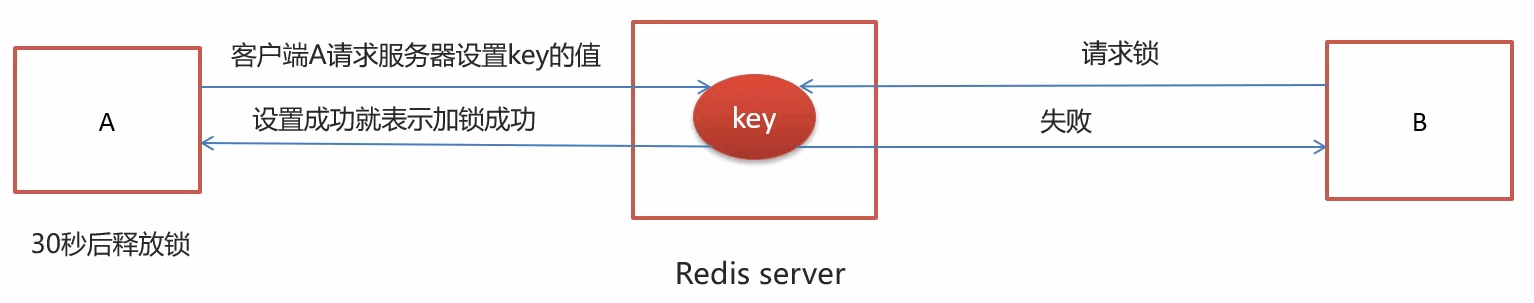 客户端A请求服务器设置key的值
请求锁
A
设置成功就表示加锁成功
key
失败
B
30秒后释放锁
Redis server